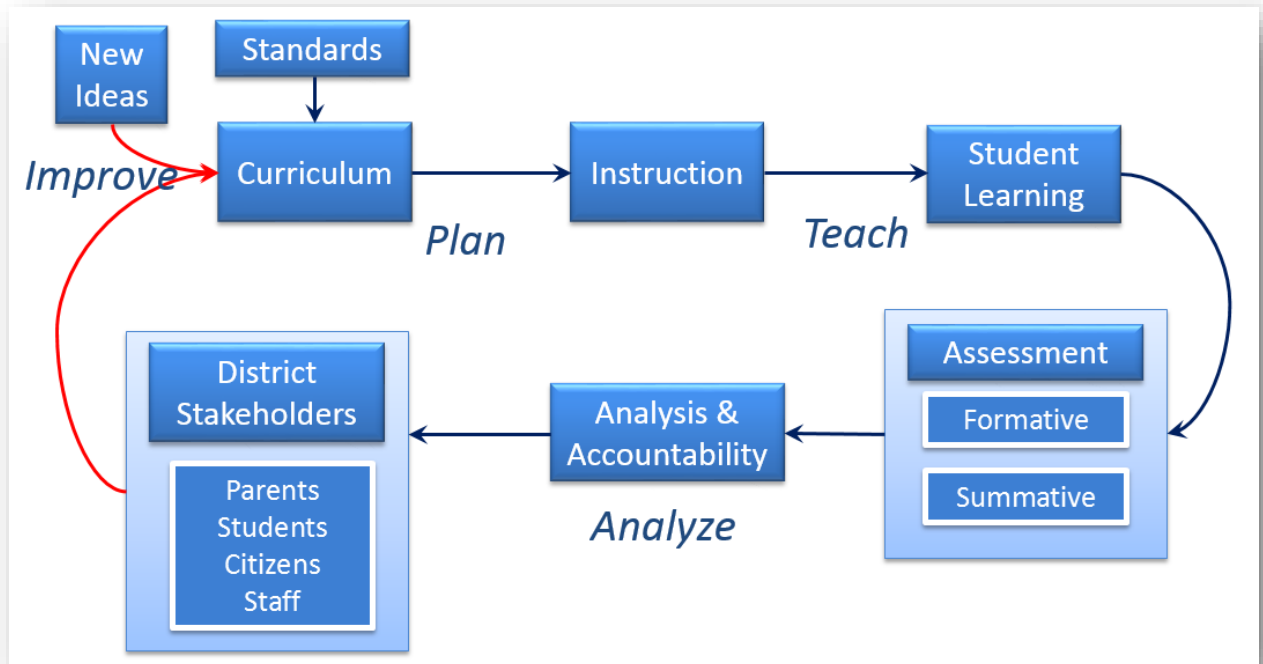 New
Ideas
Standards
Improve
Curriculum
Plan
Instruction
Teach
Student
Learning
District
Stakeholders
Parents
Students
Citizens
Staff
Analysis &
Accountability
Analyze
Assessment
Formative
Summative